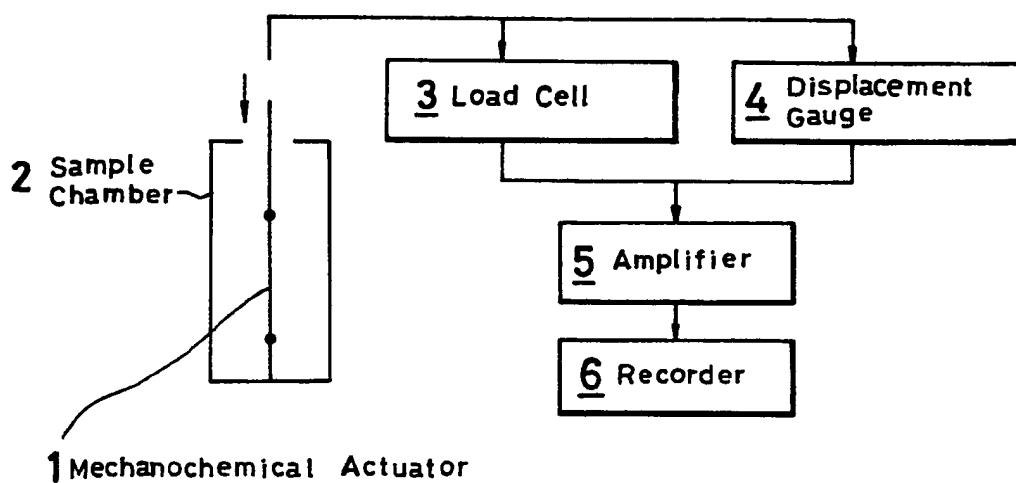 3 Load Cell
4 Displacement
Gauge
2 Sample
Chamber
5 Amplifier
6 Recorder
1 Mechanochemical Actuator